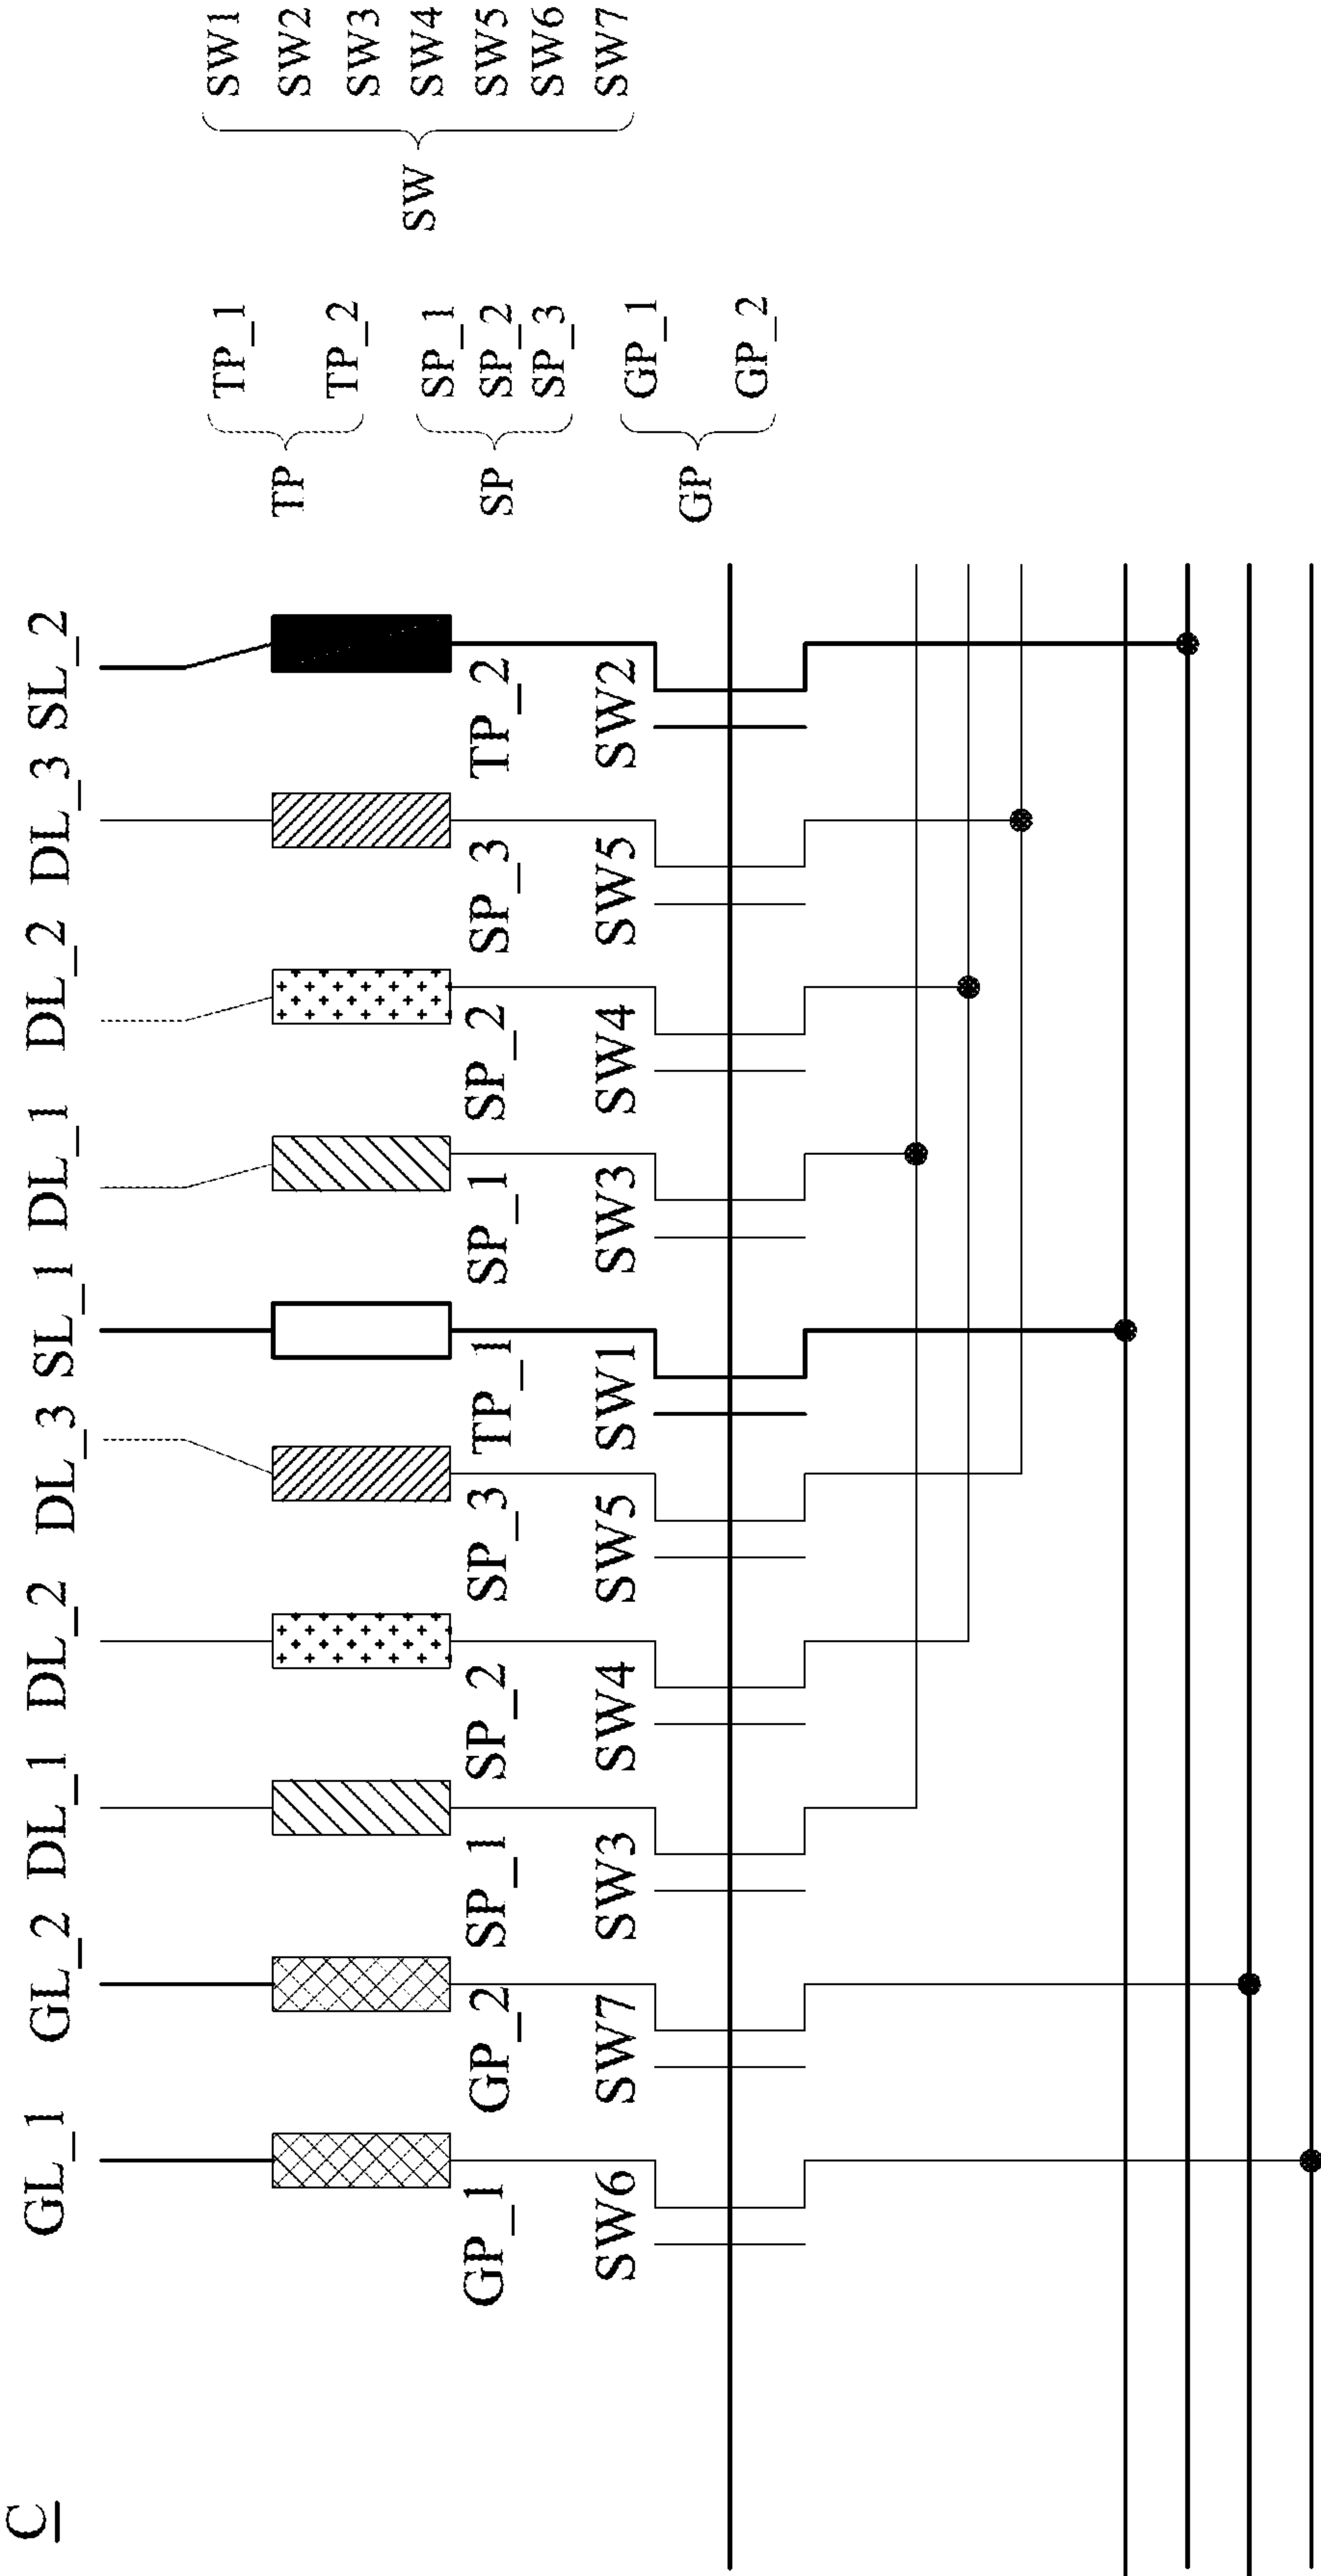 C
GL_1 GL_2 DL_1 DL_2 DL_3 SL_1 DL_1 DL_2 DL_3 SL_2
GP_1 GP_2 SP_1 SP_2 SP_3 TP_1 SP_1 SP_2 SP_3 TP_2
SW6 SW7 SW3 SW4 SW5 SW1 SW3 SW4 SW5 SW2
TP
TP_1
TP_2
SP
SP_1
SP_2
SP_3
GP
GP_1
GP_2
SW
SW1
SW2
SW3
SW4
SW5
SW6
SW7